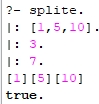 ?- splite.
|: [1,5,10].
|: 3.
|: 7.
[1][5][10]
true.